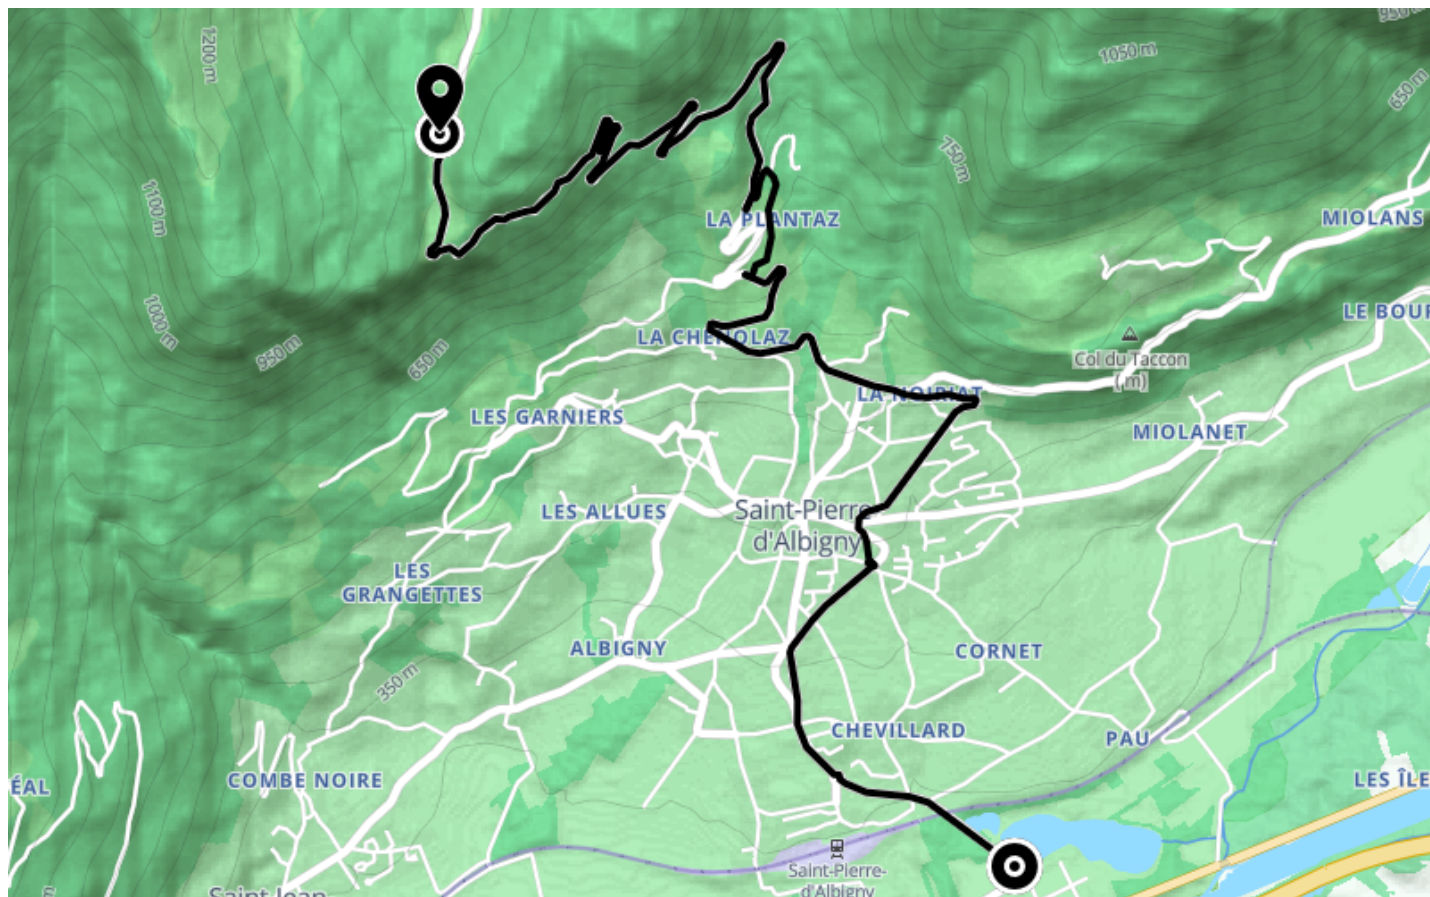 950 m
1200 m
1050 m
650 m
750 m
1100 m
LA PLANTAZ
MIOLANS
1000 m
LE BOUR
950 m
650 m
LA CHENOLAZ
Col du Taccon
( m)
LA NOIRIAT
LES GARNIERS
MIOLANET
LES ALLUES
Saint-Pierre
d'Albigny
LES
GRANGETTES
ALBIGNY
CORNET
350 m
CHEVILLARD
PAU
COMBE NOIRE
ÉAL
LES ÎLE
Saint-Pierre-
d'Albigny
Saint-Jean